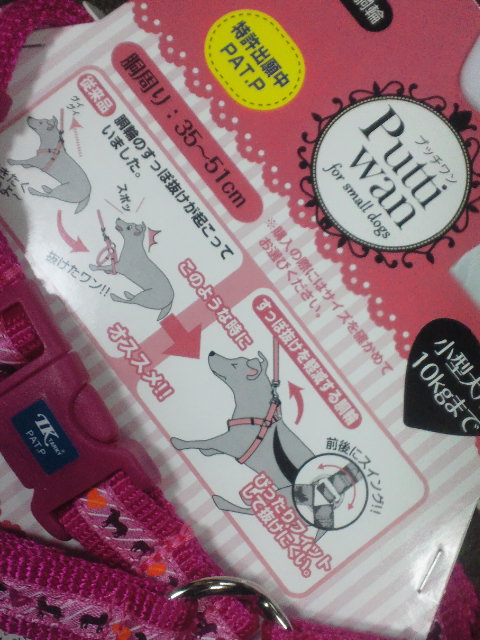 胴輪
特許出願中
PAT.P
胴周り：35〜51cm
プッチワン
Putti
wan
for small dogs
※購入の際にはサイズを確かめて
お選びください。
小型犬用
10kgまで
従来品
胴輪のすっぽ抜けが起こって
いました。
グイッ
スポッ
抜けたワン!!
このような時に
オススメ!!
すっぽ抜けを軽減する胴輪
前後にスイング!!
ぴったりフィット
して抜けにくい。
PAT.P